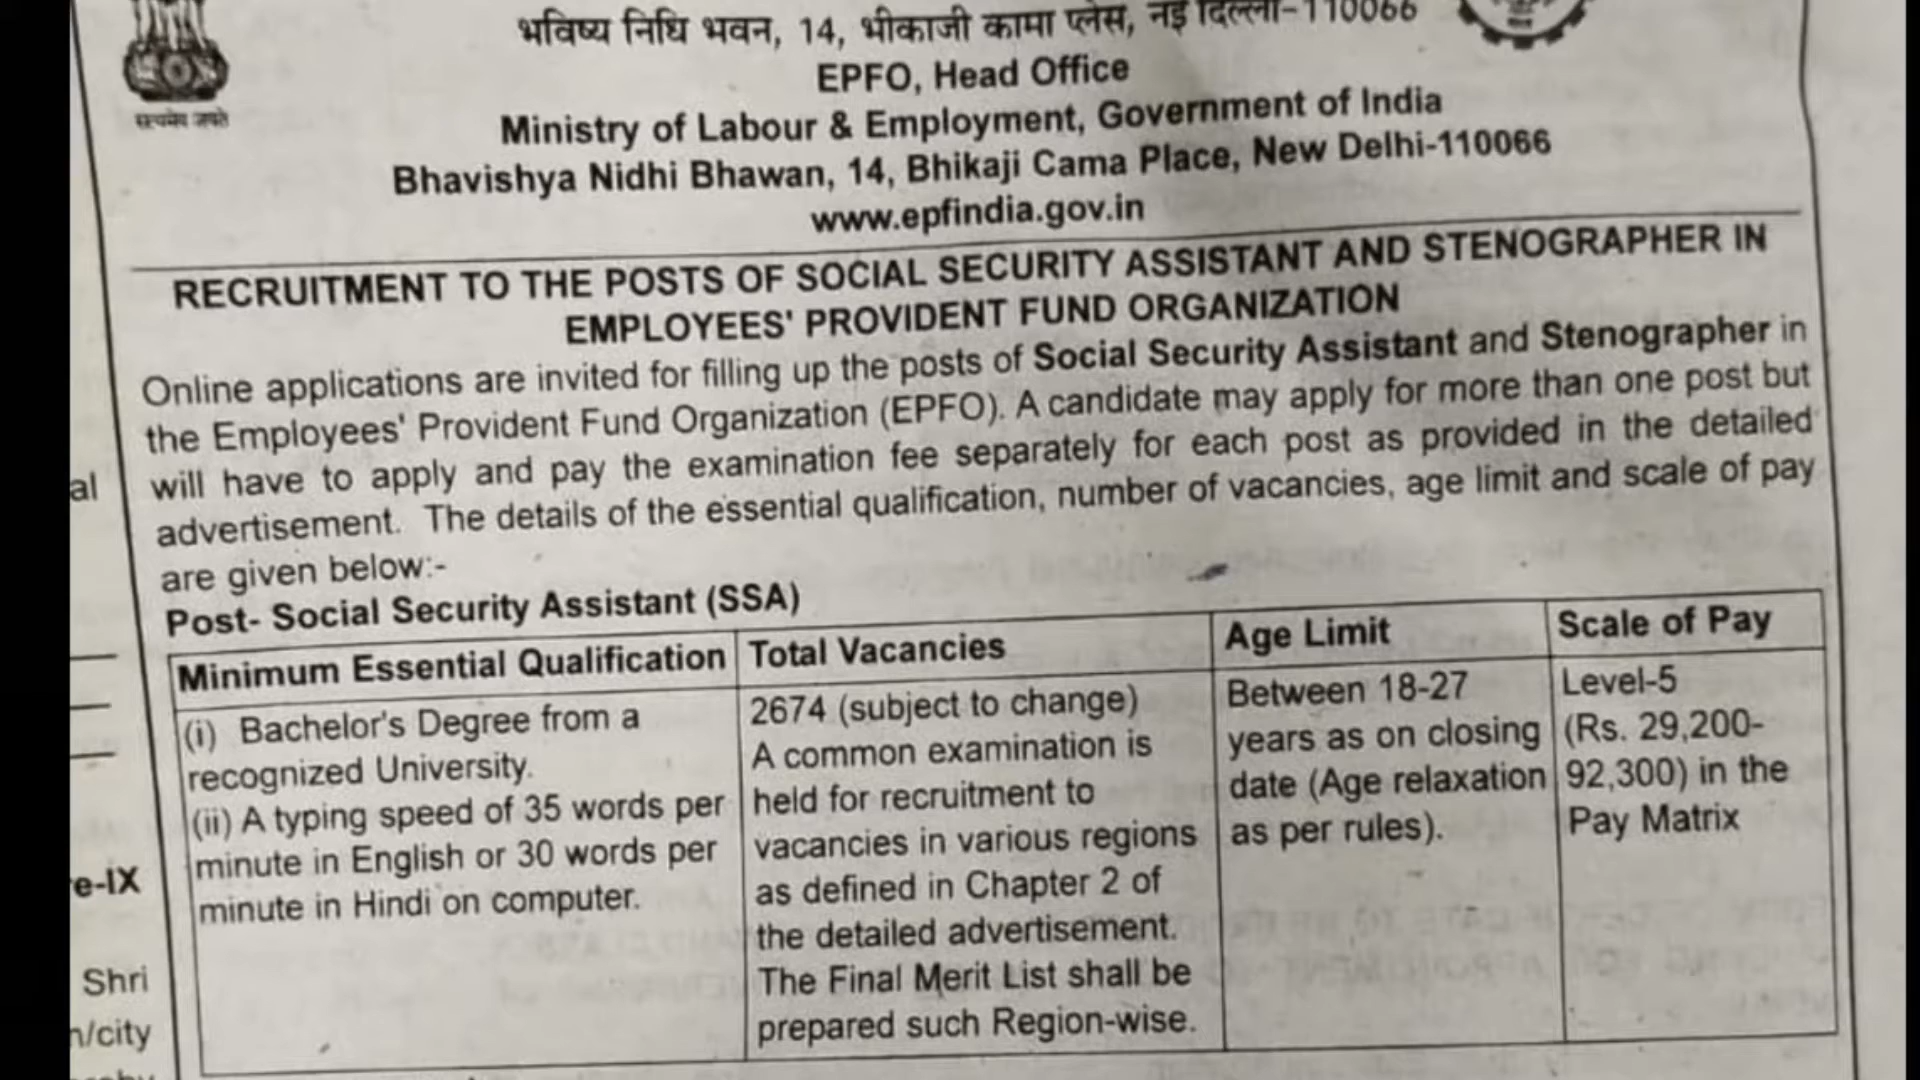 भविष्य निधि भवन, 14, भीकाजी कामा प्लेस, नई दिल्ली-110066
सत्यमेव जयते
EPFO, Head Office
Ministry of Labour & Employment, Government of India
Bhavishya Nidhi Bhawan, 14, Bhikaji Cama Place, New Delhi-110066
www.epfindia.gov.in
RECRUITMENT TO THE POSTS OF SOCIAL SECURITY ASSISTANT AND STENOGRAPHER IN
EMPLOYEES' PROVIDENT FUND ORGANIZATION
Online applications are invited for filling up the posts of Social Security Assistant and Stenographer in
the Employees' Provident Fund Organization (EPFO). A candidate may apply for more than one post but
will have to apply and pay the examination fee separately for each post as provided in the detailed
advertisement. The details of the essential qualification, number of vacancies, age limit and scale of pay
are given below:-
Post- Social Security Assistant (SSA)
Minimum Essential Qualification
(i) Bachelor's Degree from a
recognized University.
(ii) A typing speed of 35 words per
minute in English or 30 words per
minute in Hindi on computer.
Total Vacancies
2674 (subject to change)
A common examination is
held for recruitment to
vacancies in various regions
as defined in Chapter 2 of
the detailed advertisement.
The Final Merit List shall be
prepared such Region-wise.
Age Limit
Between 18-27
years as on closing
date (Age relaxation
as per rules).
Scale of Pay
Level-5
(Rs. 29,200-
92,300) in the
Pay Matrix
al
e-IX
Shri
n/city